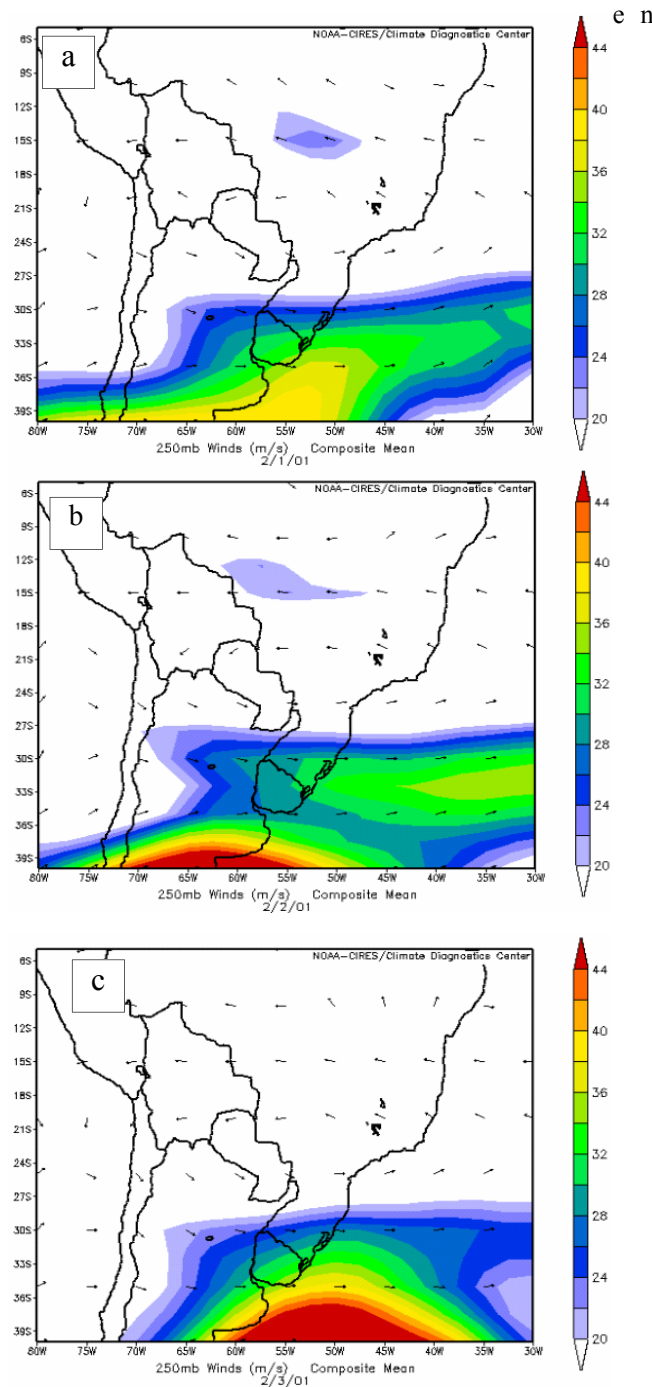 e n
NOAA-CIRES/Climate Diagnostics Center
a
6S
9S
12S
15S
18S
21S
24S
27S
30S
33S
36S
39S
80W 75W 70W 65W 60W 55W 50W 45W 40W 35W 30W
250mb Winds (m/s) Composite Mean
2/1/01
44
40
36
32
28
24
20
NOAA-CIRES/Climate Diagnostics Center
b
6S
9S
12S
15S
18S
21S
24S
27S
30S
33S
36S
39S
80W 75W 70W 65W 60W 55W 50W 45W 40W 35W 30W
250mb Winds (m/s) Composite Mean
2/2/01
44
40
36
32
28
24
20
NOAA-CIRES/Climate Diagnostics Center
c
6S
9S
12S
15S
18S
21S
24S
27S
30S
33S
36S
39S
80W 75W 70W 65W 60W 55W 50W 45W 40W 35W 30W
250mb Winds (m/s) Composite Mean
2/3/01
44
40
36
32
28
24
20